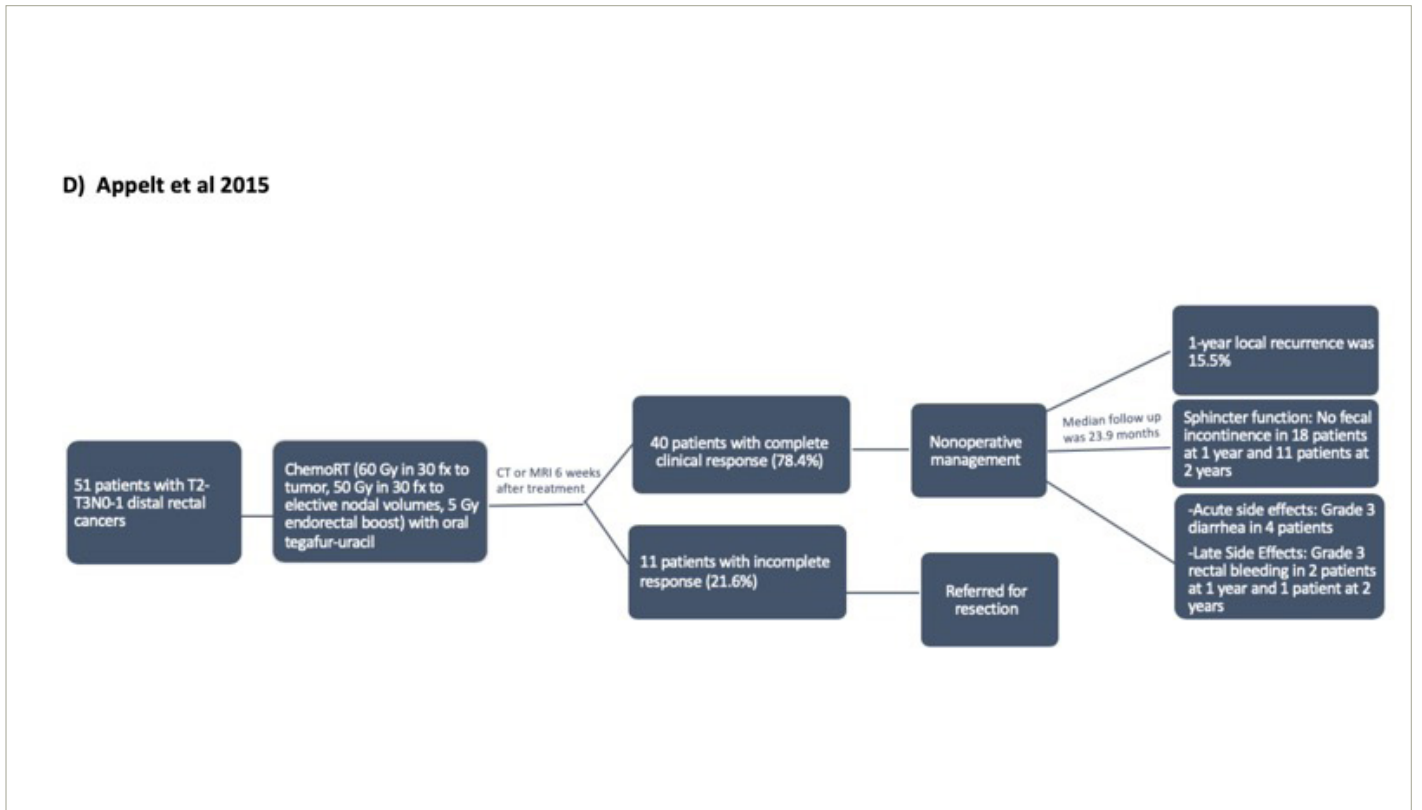 D) Appelt et al 2015
51 patients with T2-
T3N0-1 distal rectal
cancers
ChemoRT (60 Gy in 30 fx to
tumor, 50 Gy in 30 fx to
elective nodal volumes, 5 Gy
endorectal boost) with oral
tegafur-uracil
CT or MRI 6 weeks
after treatment
40 patients with complete
clinical response (78.4%)
11 patients with incomplete
response (21.6%)
Nonoperative
management
Referred for
resection
Median follow up
was 23.9 months
1-year local recurrence was
15.5%
Sphincter function: No fecal
incontinence in 18 patients
at 1 year and 11 patients at
2 years
-Acute side effects: Grade 3
diarrhea in 4 patients
-Late Side Effects: Grade 3
rectal bleeding in 2 patients
at 1 year and 1 patient at 2
years